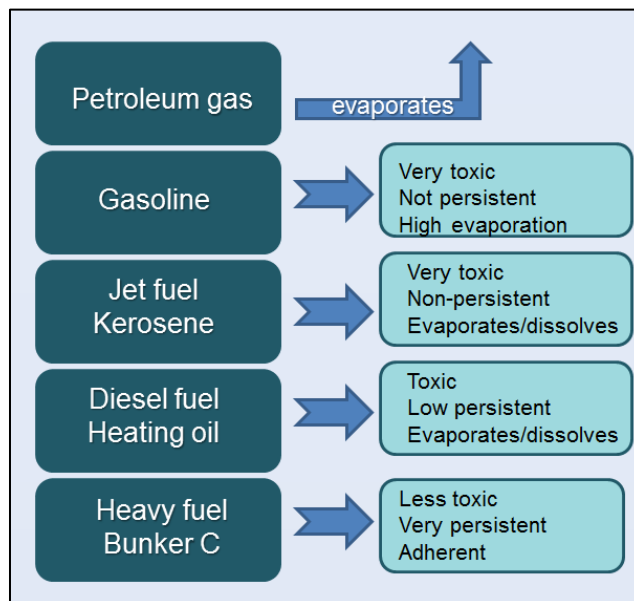 Petroleum gas
evaporates
Gasoline
Very toxic
Not persistent
High evaporation
Jet fuel
Kerosene
Very toxic
Non-persistent
Evaporates/dissolves
Diesel fuel
Heating oil
Toxic
Low persistent
Evaporates/dissolves
Heavy fuel
Bunker C
Less toxic
Very persistent
Adherent